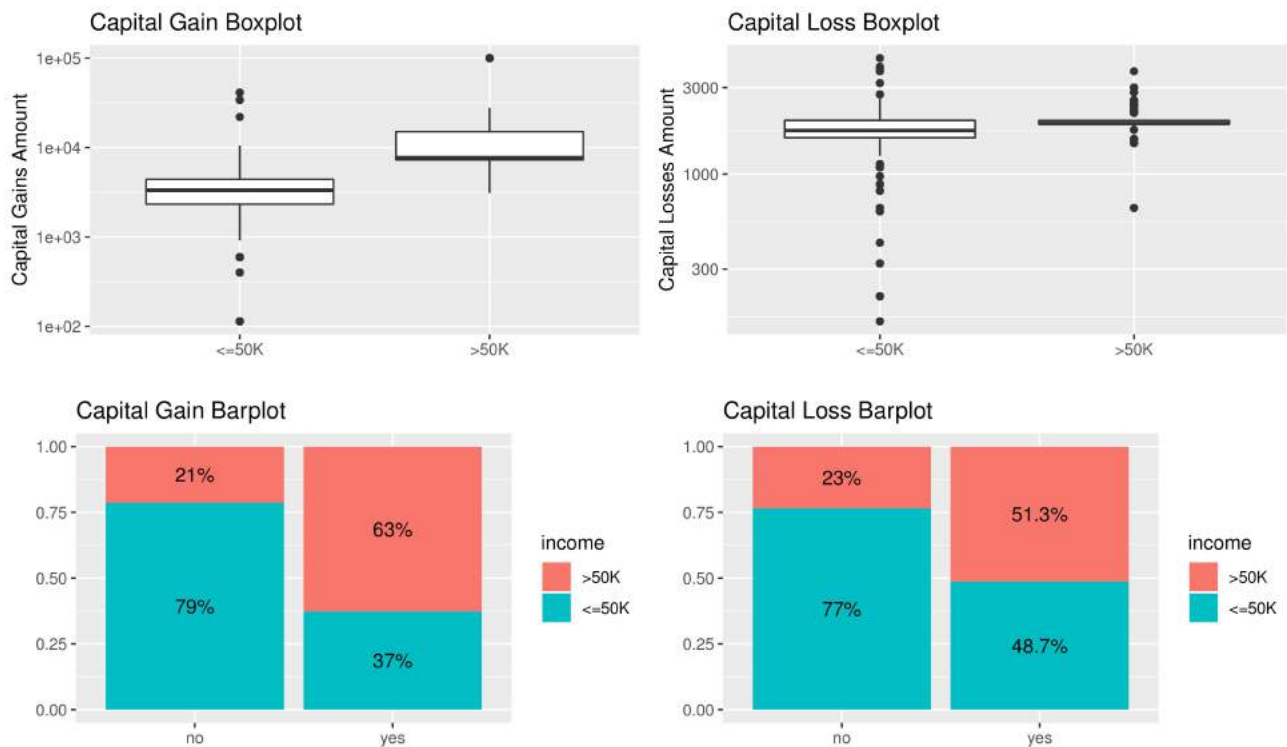 Capital Gain Boxplot
Capital Gains Amount
1e+05
1e+04
1e+03
1e+02
<=50K >50K
Capital Loss Boxplot
Capital Losses Amount
3000
1000
300
<=50K >50K
Capital Gain Barplot
1.00
0.75
0.50
0.25
0.00
21%
79%
63%
37%
no yes
income
>50K
<=50K
Capital Loss Barplot
1.00
0.75
0.50
0.25
0.00
23%
77%
51.3%
48.7%
no yes
income
>50K
<=50K